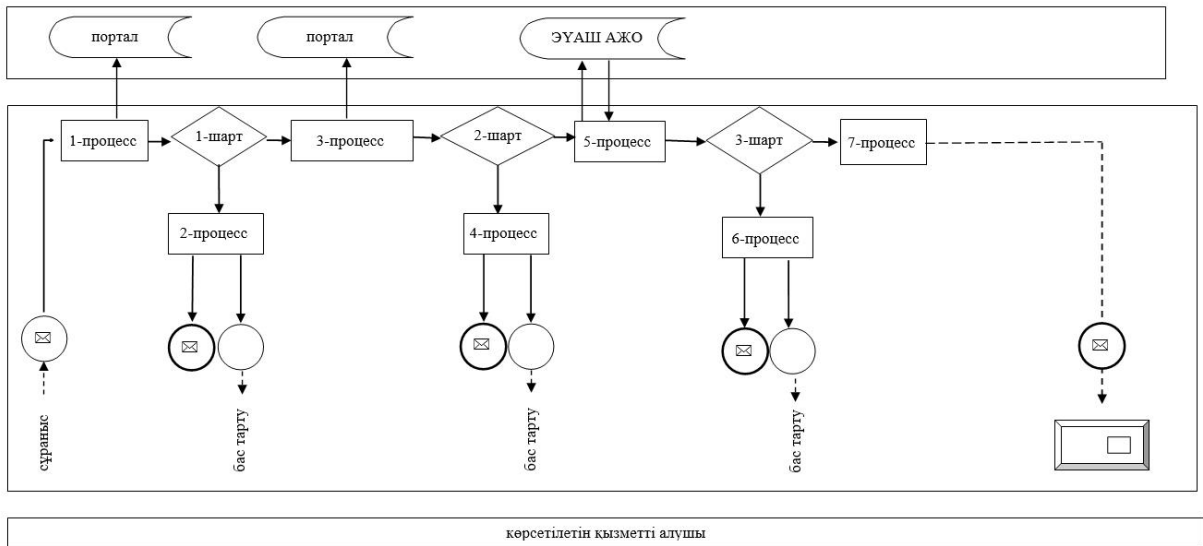 портал
портал
ЭҮАШ АЖО
1-процесс
1-шарт
3-процесс
2-шарт
5-процесс
3-шарт
7-процесс
2-процесс
4-процесс
6-процесс
сұраныс
бас тарту
бас тарту
бас тарту
көрсетілетін қызметті алушы